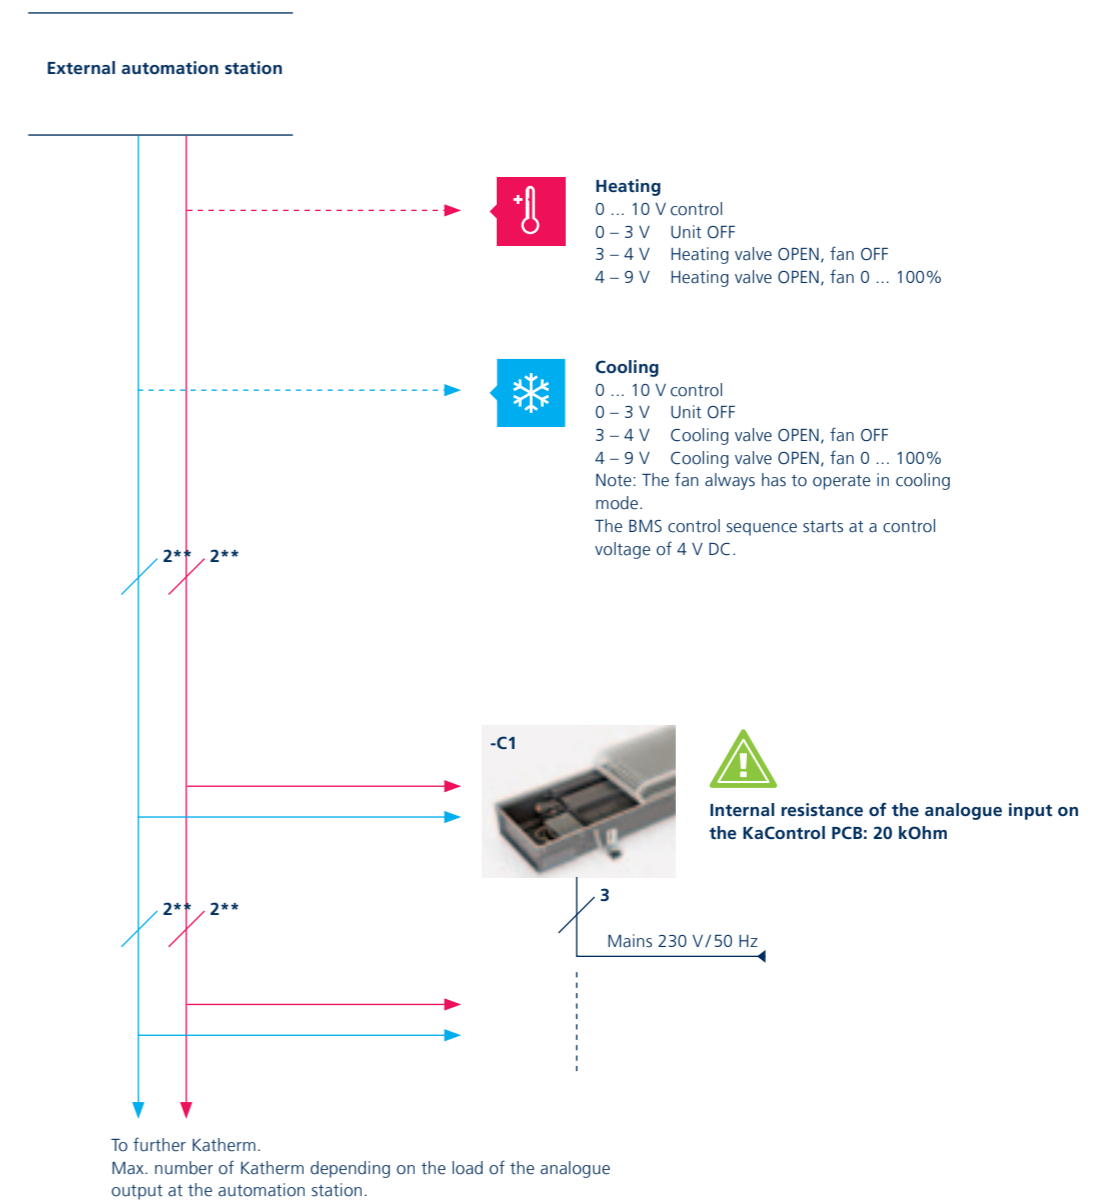 External automation station
Heating
0 ... 10 V control
0 – 3 V Unit OFF
3 – 4 V Heating valve OPEN, fan OFF
4 – 9 V Heating valve OPEN, fan 0 ... 100%
Cooling
0 ... 10 V control
0 – 3 V Unit OFF
3 – 4 V Cooling valve OPEN, fan OFF
4 – 9 V Cooling valve OPEN, fan 0 ... 100%
Note: The fan always has to operate in cooling
mode.
The BMS control sequence starts at a control
voltage of 4 V DC.
2** 2**
-C1
Internal resistance of the analogue input on
the KaControl PCB: 20 kOhm
2** 2**
3
Mains 230 V/50 Hz
To further Katherm.
Max. number of Katherm depending on the load of the analogue
output at the automation station.